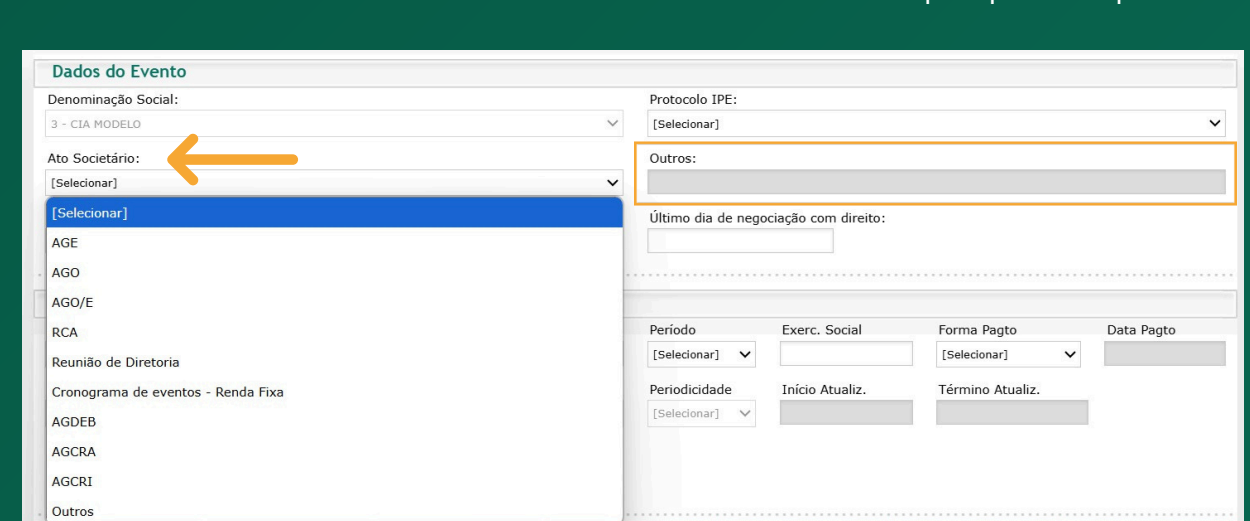 Dados do Evento
Denominação Social:
3 - CIA MODELO
Protocolo IPE:
[Selecionar]
Ato Societário:
[Selecionar]
Outros:
[Selecionar]
AGE
AGO
AGO/E
RCA
Reunião de Diretoria
Cronograma de eventos - Renda Fixa
AGDEB
AGCRA
AGCRI
Outros
Último dia de negociação com direito:
Período Exerc. Social Forma Pagto Data Pagto
[Selecionar] [Selecionar]
Periodicidade Início Atualiz. Término Atualiz.
[Selecionar]